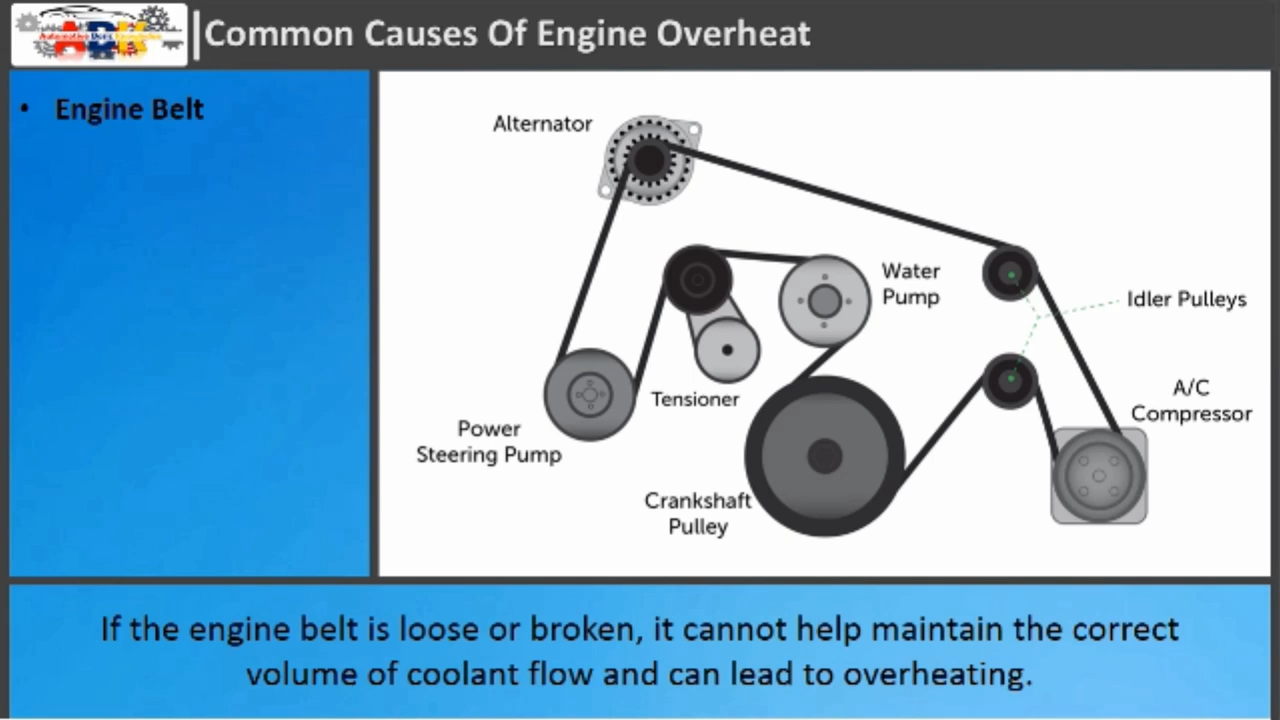 Common Causes Of Engine Overheat
• Engine Belt
Alternator
Water
Pump
Idler Pulleys
A/C
Compressor
Tensioner
Power
Steering Pump
Crankshaft
Pulley
If the engine belt is loose or broken, it cannot help maintain the correct
volume of coolant flow and can lead to overheating.